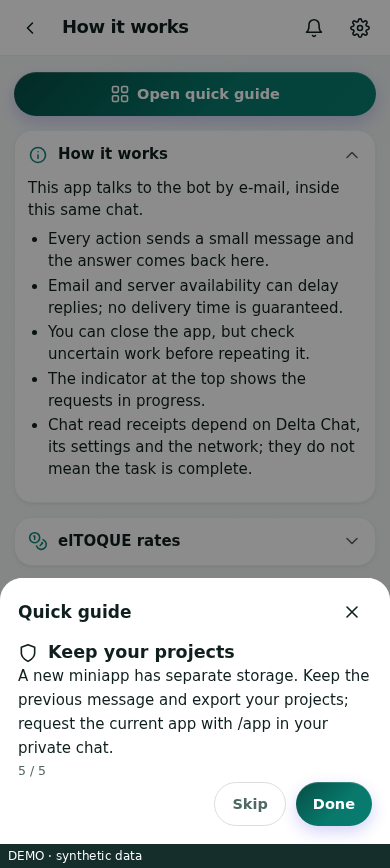 How it works
Open quick guide
How it works
This app talks to the bot by e-mail, inside
this same chat.
• Every action sends a small message and
the answer comes back here.
• Email and server availability can delay
replies; no delivery time is guaranteed.
• You can close the app, but check
uncertain work before repeating it.
• The indicator at the top shows the
requests in progress.
• Chat read receipts depend on Delta Chat,
its settings and the network; they do not
mean the task is complete.
elTOQUE rates
Quick guide
Keep your projects
A new miniapp has separate storage. Keep the
previous message and export your projects;
request the current app with /app in your
private chat.
5 / 5
Skip
Done
DEMO · synthetic data